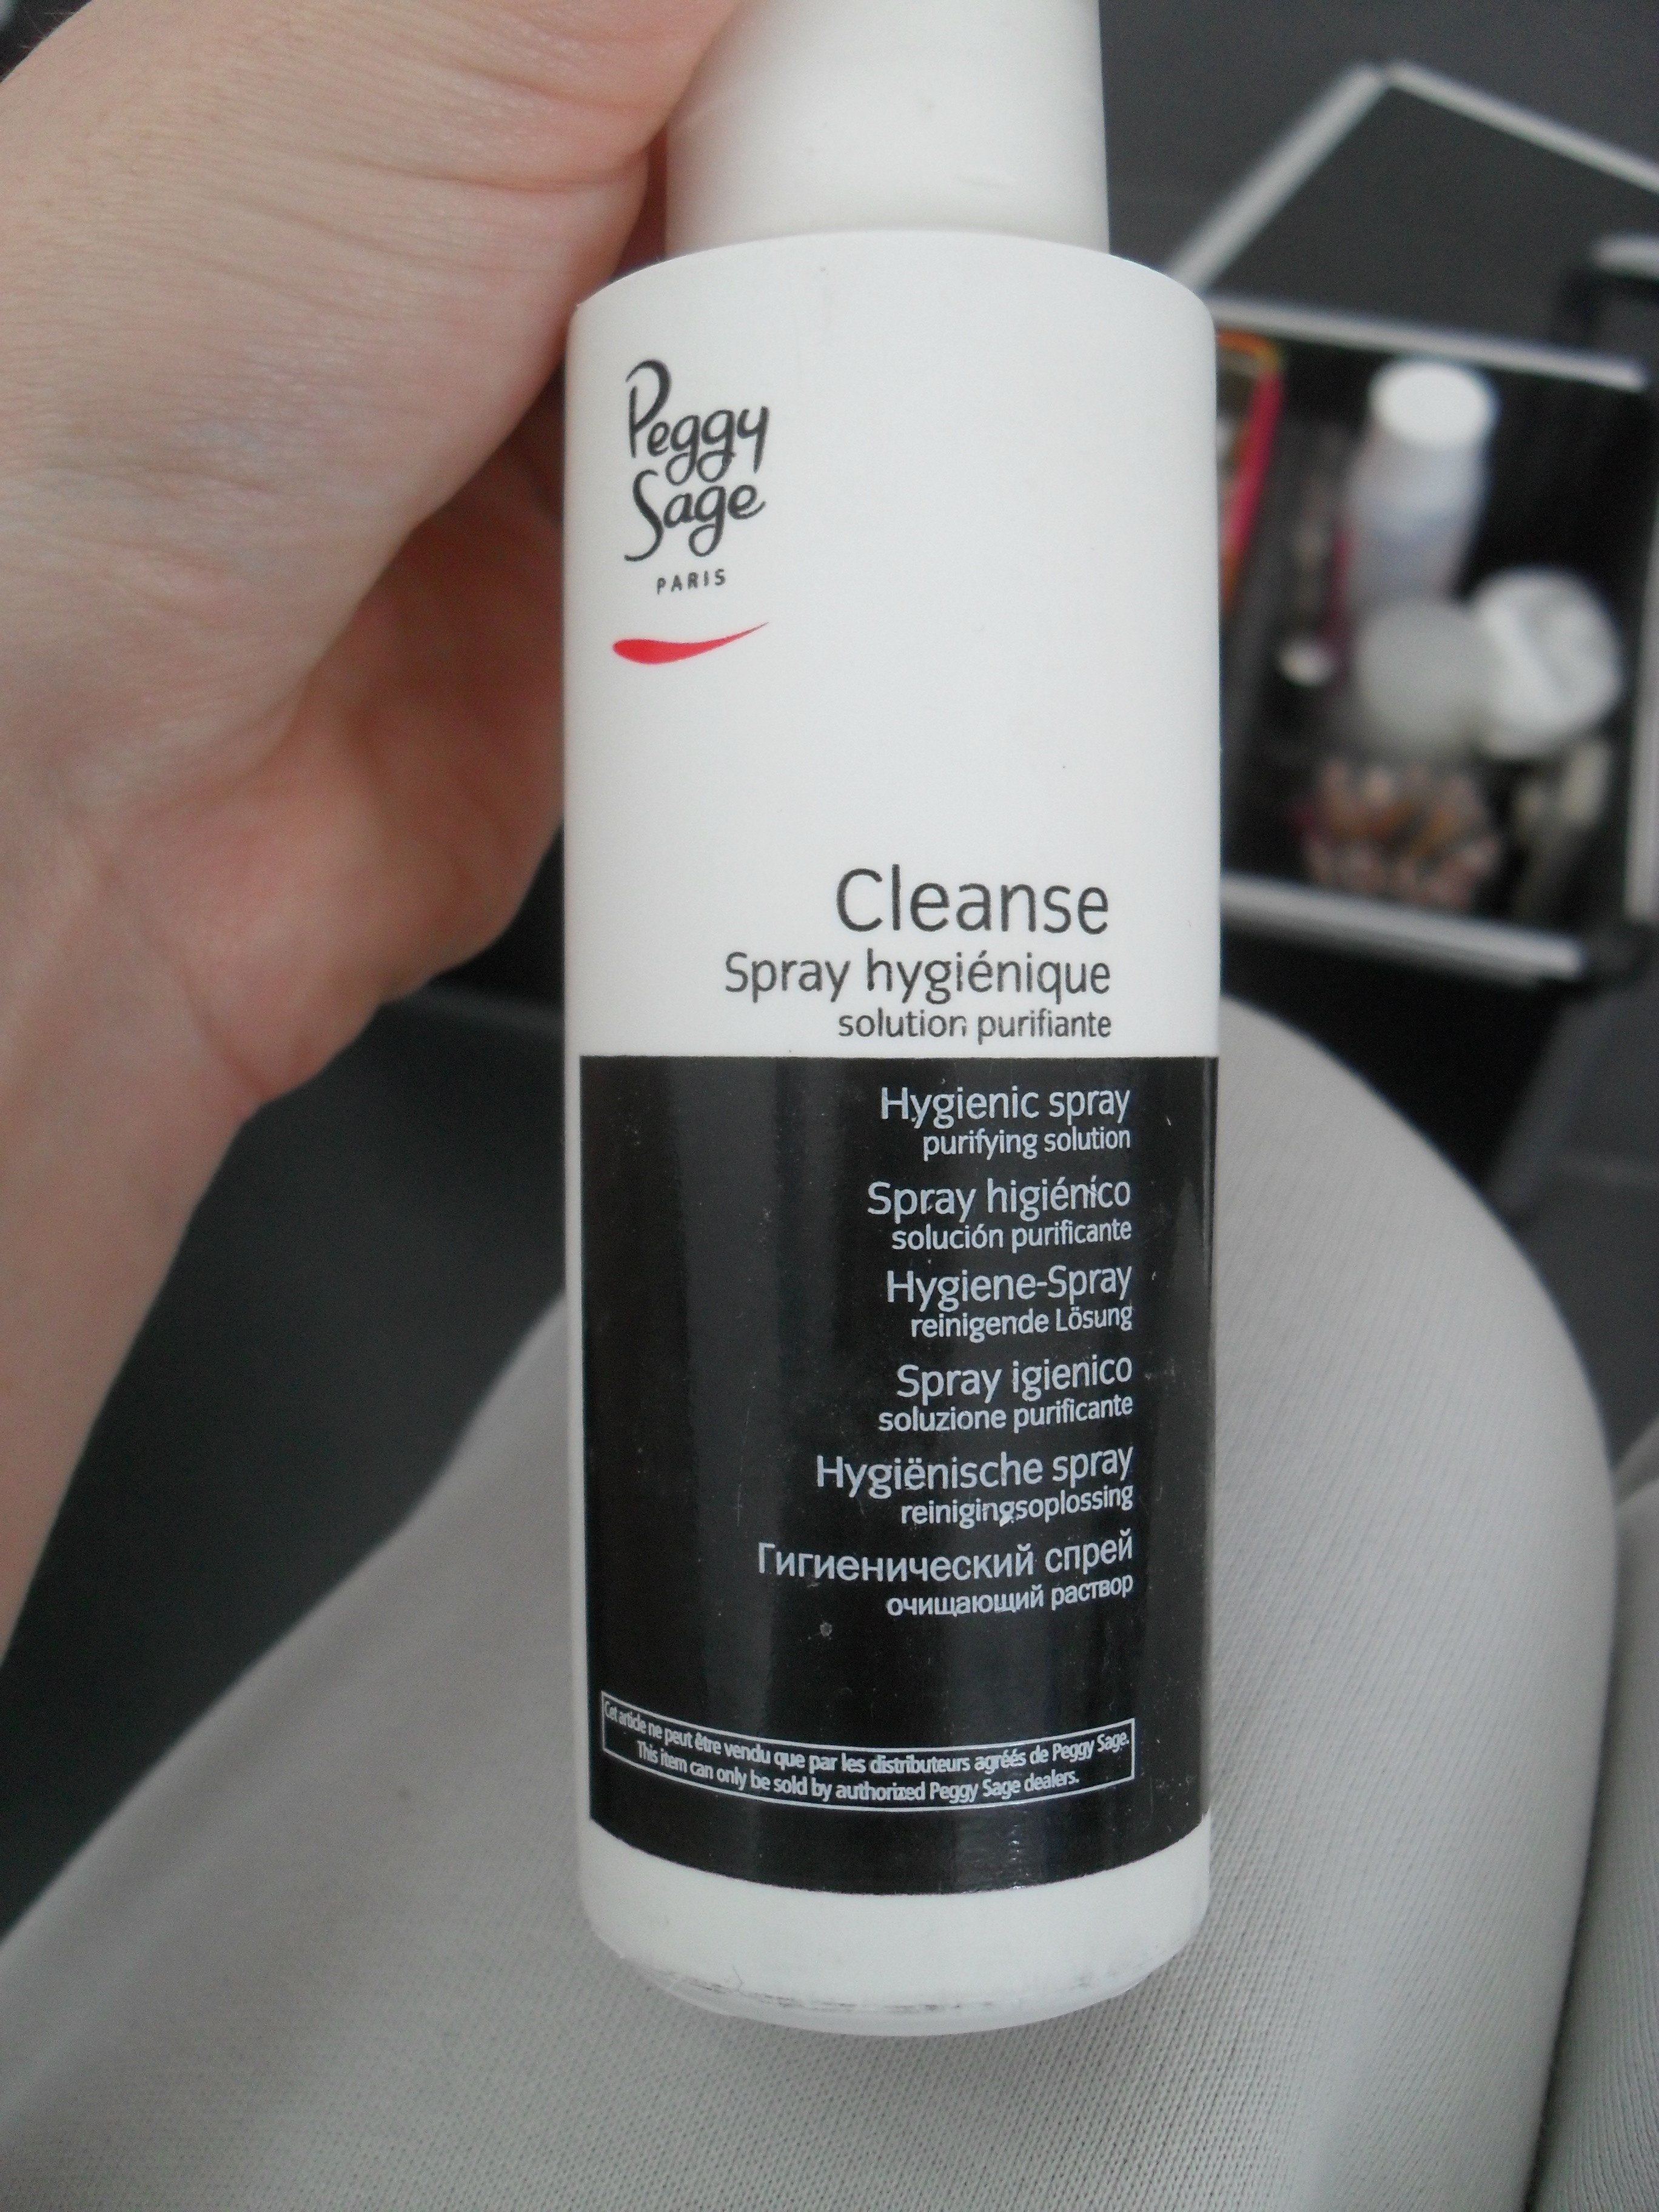 Peggy
Sage
PARIS
Cleanse
Spray hygiénique
solution purifiante
Hygienic spray
purifying solution
Spray higiénico
solución purificante
Hygiene-Spray
reinigende Lösung
Spray igienico
soluzione purificante
Hygiënische spray
reinigingsoplossing
Гигиенический спрей
очищающий раствор
Cet article ne peut être vendu que par les distributeurs agréés de Peggy Sage.
This item can only be sold by authorized Peggy Sage dealers.